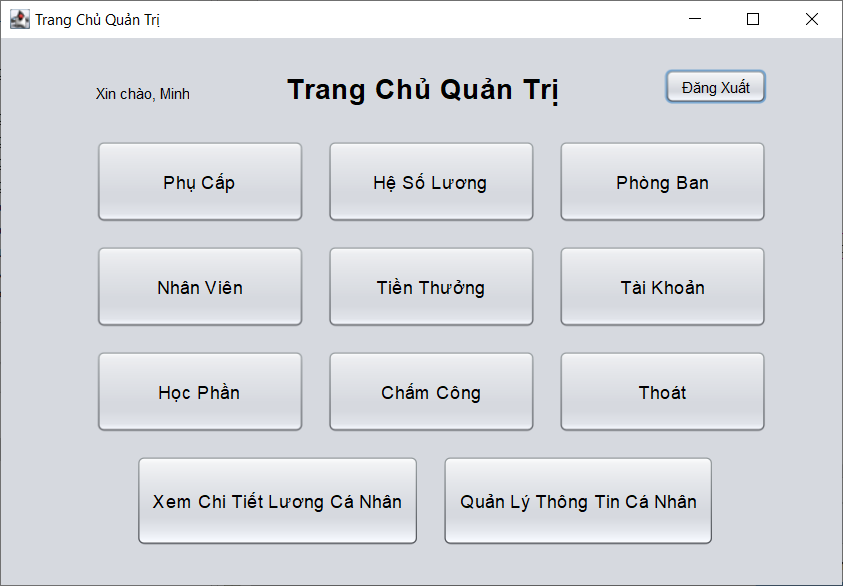 Trang Chủ Quản Trị
Xin chào, Minh
Trang Chủ Quản Trị
Đăng Xuất
Phụ Cấp
Hệ Số Lương
Phòng Ban
Nhân Viên
Tiền Thưởng
Tài Khoản
Học Phần
Chấm Công
Thoát
Xem Chi Tiết Lương Cá Nhân
Quản Lý Thông Tin Cá Nhân